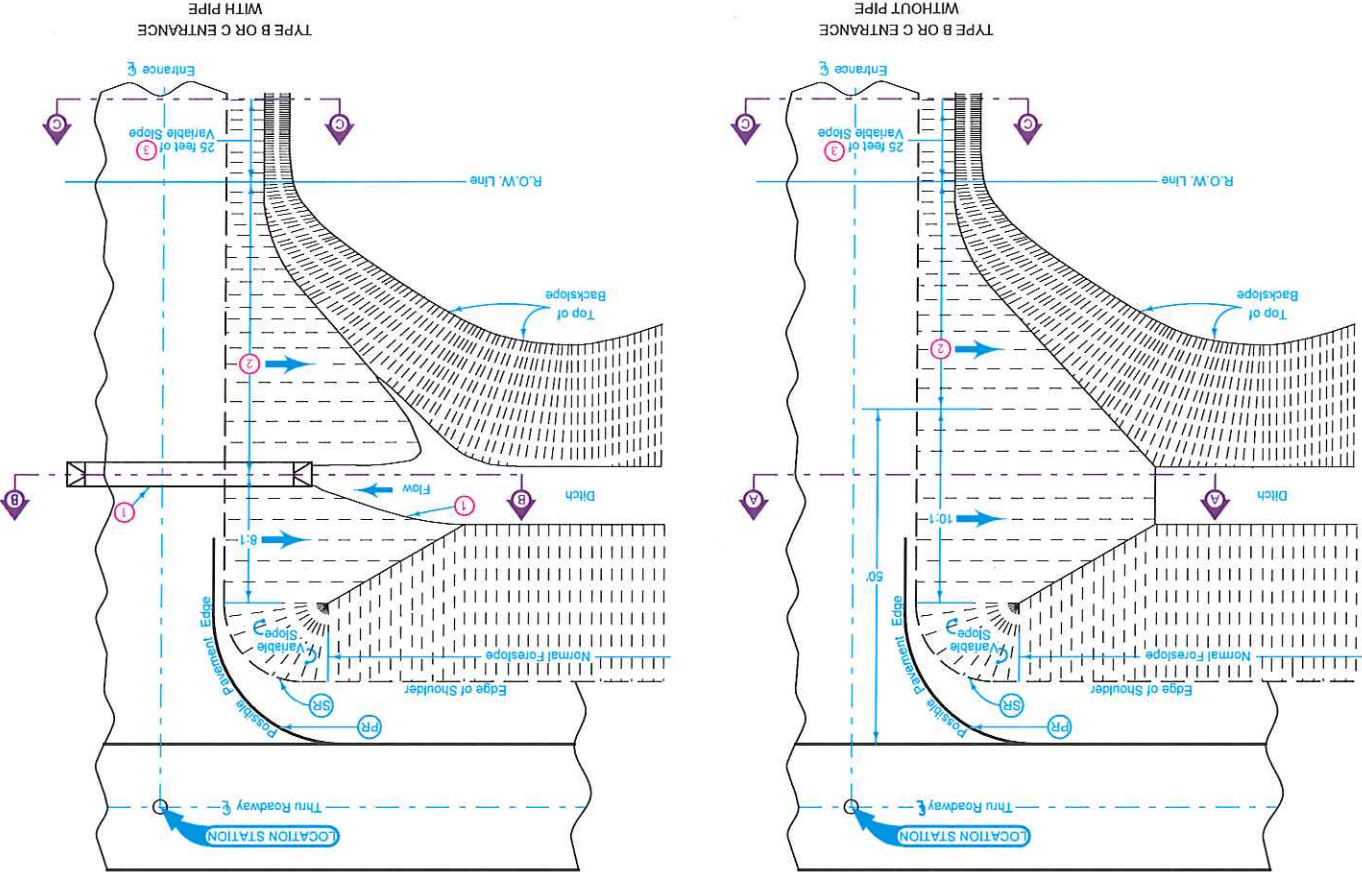 LOCATION STATION
Thru Roadway ℄
PR
Possible Pavement Edge
SR
Edge of Shoulder
Normal Foreslope
Variable
Slope
50'
10:1
Ditch
A
A
2
Top of
Backslope
R.O.W. Line
25 feet of
Variable Slope
3
C
C
Entrance ℄
TYPE B OR C ENTRANCE
WITHOUT PIPE
LOCATION STATION
Thru Roadway ℄
PR
Possible Pavement Edge
SR
Edge of Shoulder
Normal Foreslope
Variable
Slope
8:1
1
1
Ditch
Flow
B
B
2
Top of
Backslope
R.O.W. Line
25 feet of
Variable Slope
3
C
C
Entrance ℄
TYPE B OR C ENTRANCE
WITH PIPE